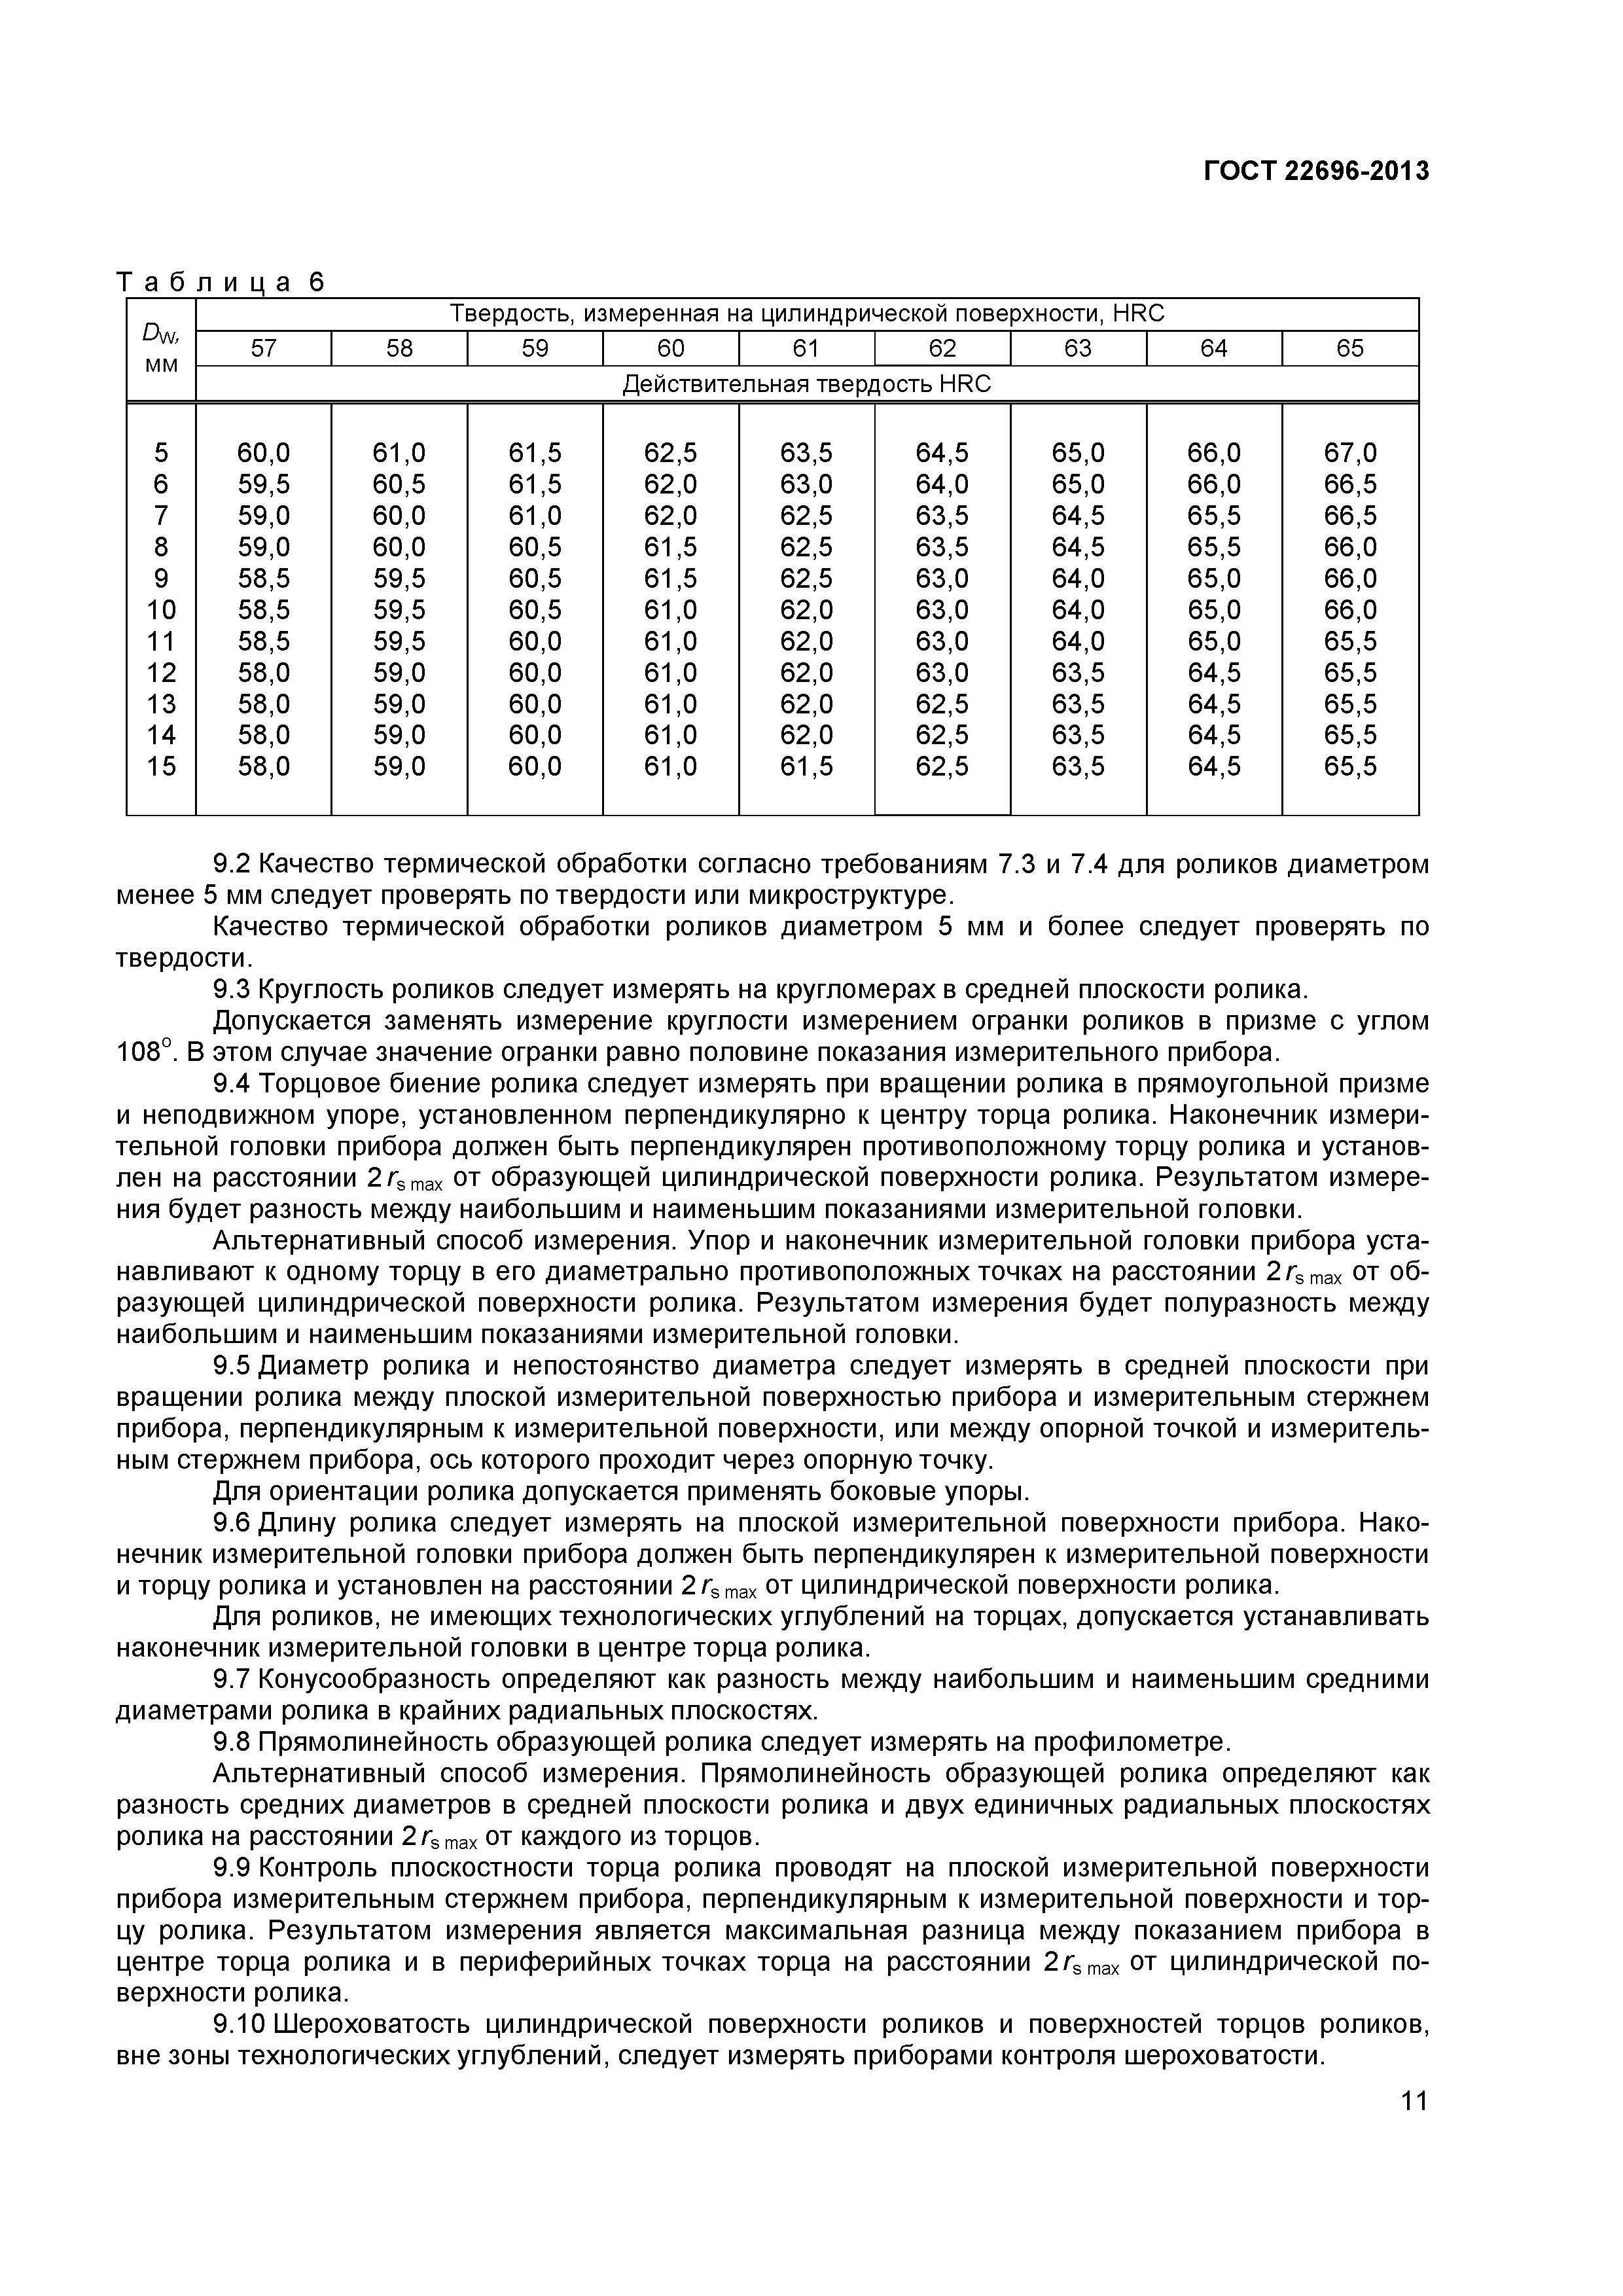 ГОСТ 22696-2013
Таблица 6
Dw, мм
Твердость, измеренная на цилиндрической поверхности, HRC
57 58 59 60 61 62 63 64 65
Действительная твердость HRC
5 60,0 61,0 61,5 62,5 63,5 64,5 65,0 66,0 67,0
6 59,5 60,5 61,5 62,0 63,0 64,0 65,0 66,0 66,5
7 59,0 60,0 61,0 62,0 62,5 63,5 64,5 65,5 66,5
8 59,0 60,0 60,5 61,5 62,5 63,5 64,5 65,5 66,0
9 58,5 59,5 60,5 61,5 62,5 63,0 64,0 65,0 66,0
10 58,5 59,5 60,5 61,0 62,0 63,0 64,0 65,0 66,0
11 58,5 59,5 60,0 61,0 62,0 63,0 64,0 65,0 65,5
12 58,0 59,0 60,0 61,0 62,0 63,0 63,5 64,5 65,5
13 58,0 59,0 60,0 61,0 62,0 62,5 63,5 64,5 65,5
14 58,0 59,0 60,0 61,0 62,0 62,5 63,5 64,5 65,5
15 58,0 59,0 60,0 61,0 61,5 62,5 63,5 64,5 65,5
9.2 Качество термической обработки согласно требованиям 7.3 и 7.4 для роликов диаметром
менее 5 мм следует проверять по твердости или микроструктуре.
Качество термической обработки роликов диаметром 5 мм и более следует проверять по
твердости.
9.3 Круглость роликов следует измерять на кругломерах в средней плоскости ролика.
Допускается заменять измерение круглости измерением огранки роликов в призме с углом
108°. В этом случае значение огранки равно половине показания измерительного прибора.
9.4 Торцовое биение ролика следует измерять при вращении ролика в прямоугольной призме
и неподвижном упоре, установленном перпендикулярно к центру торца ролика. Наконечник измери-
тельной головки прибора должен быть перпендикулярен противоположному торцу ролика и установ-
лен на расстоянии 2rs max от образующей цилиндрической поверхности ролика. Результатом измере-
ния будет разность между наибольшим и наименьшим показаниями измерительной головки.
Альтернативный способ измерения. Упор и наконечник измерительной головки прибора уста-
навливают к одному торцу в его диаметрально противоположных точках на расстоянии 2rs max от об-
разующей цилиндрической поверхности ролика. Результатом измерения будет полуразность между
наибольшим и наименьшим показаниями измерительной головки.
9.5 Диаметр ролика и непостоянство диаметра следует измерять в средней плоскости при
вращении ролика между плоской измерительной поверхностью прибора и измерительным стержнем
прибора, перпендикулярным к измерительной поверхности, или между опорной точкой и измеритель-
ным стержнем прибора, ось которого проходит через опорную точку.
Для ориентации ролика допускается применять боковые упоры.
9.6 Длину ролика следует измерять на плоской измерительной поверхности прибора. Нако-
нечник измерительной головки прибора должен быть перпендикулярен к измерительной поверхности
и торцу ролика и установлен на расстоянии 2rs max от цилиндрической поверхности ролика.
Для роликов, не имеющих технологических углублений на торцах, допускается устанавливать
наконечник измерительной головки в центре торца ролика.
9.7 Конусообразность определяют как разность между наибольшим и наименьшим средними
диаметрами ролика в крайних радиальных плоскостях.
9.8 Прямолинейность образующей ролика следует измерять на профилометре.
Альтернативный способ измерения. Прямолинейность образующей ролика определяют как
разность средних диаметров в средней плоскости ролика и двух единичных радиальных плоскостях
ролика на расстоянии 2rs max от каждого из торцов.
9.9 Контроль плоскостности торца ролика проводят на плоской измерительной поверхности
прибора измерительным стержнем прибора, перпендикулярным к измерительной поверхности и тор-
цу ролика. Результатом измерения является максимальная разница между показанием прибора в
центре торца ролика и в периферийных точках торца на расстоянии 2rs max от цилиндрической по-
верхности ролика.
9.10 Шероховатость цилиндрической поверхности роликов и поверхностей торцов роликов,
вне зоны технологических углублений, следует измерять приборами контроля шероховатости.
11